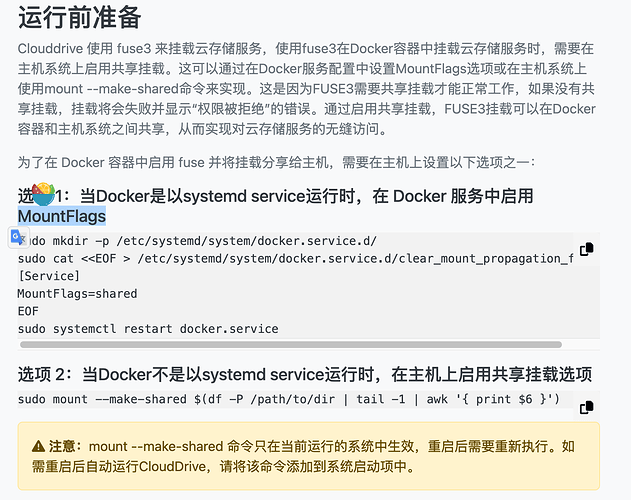 运行前准备
Clouddrive 使用 fuse3 来挂载云存储服务，使用fuse3在Docker容器中挂载云存储服务时，需要在
主机系统上启用共享挂载。这可以通过在Docker服务配置中设置MountFlags选项或在主机系统上
使用mount --make-shared命令来实现。这是因为FUSE3需要共享挂载才能正常工作，如果没有共
享挂载，挂载将会失败并显示“权限被拒绝”的错误。通过启用共享挂载，FUSE3挂载可以在Docker
容器和主机系统之间共享，从而实现对云存储服务的无缝访问。
为了在 Docker 容器中启用 fuse 并将挂载分享给主机，需要在主机上设置以下选项之一：
选 1：当Docker是以systemd service运行时，在 Docker 服务中启用
MountFlags
sudo mkdir -p /etc/systemd/system/docker.service.d/
sudo cat <<EOF > /etc/systemd/system/docker.service.d/clear_mount_propagation_f
[Service]
MountFlags=shared
EOF
sudo systemctl restart docker.service
选项 2：当Docker不是以systemd service运行时，在主机上启用共享挂载选项
sudo mount --make-shared $(df -P /path/to/dir | tail -1 | awk '{ print $6 }')
注意：mount --make-shared 命令只在当前运行的系统中生效，重启后需要重新执行。如
需重启后自动运行CloudDrive，请将该命令添加到系统启动项中。